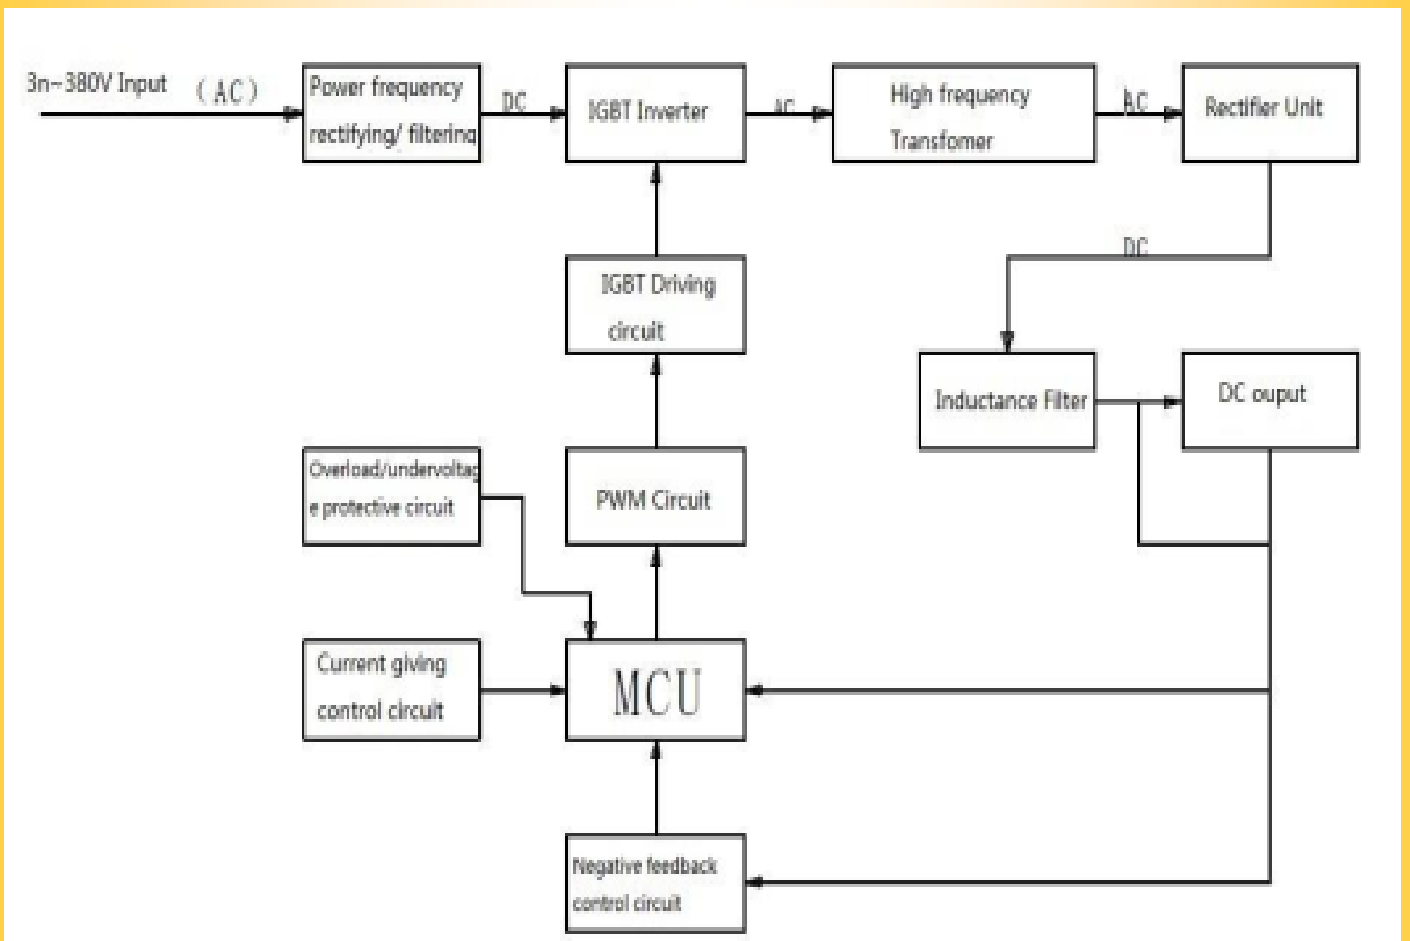 3n~380V Input (AC)
Power frequency
rectifying/ filtering
DC
IGBT Inverter
AC
High frequency
Transfomer
AC
Rectifier Unit
DC
IGBT Driving
circuit
Inductance Filter
DC ouput
Overload/undervoltag
e protective circuit
PWM Circuit
Current giving
control circuit
MCU
Negative feedback
control circuit